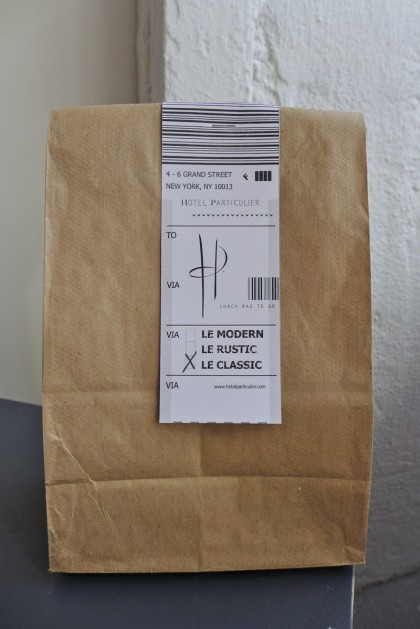 4 - 6 GRAND STREET
NEW YORK, NY 10013
HOTEL PARTICULIER
TO
HP
VIA
LUNCH BAG TO GO
VIA
LE MODERN
LE RUSTIC
X LE CLASSIC
VIA
www.hotelparticulier.com